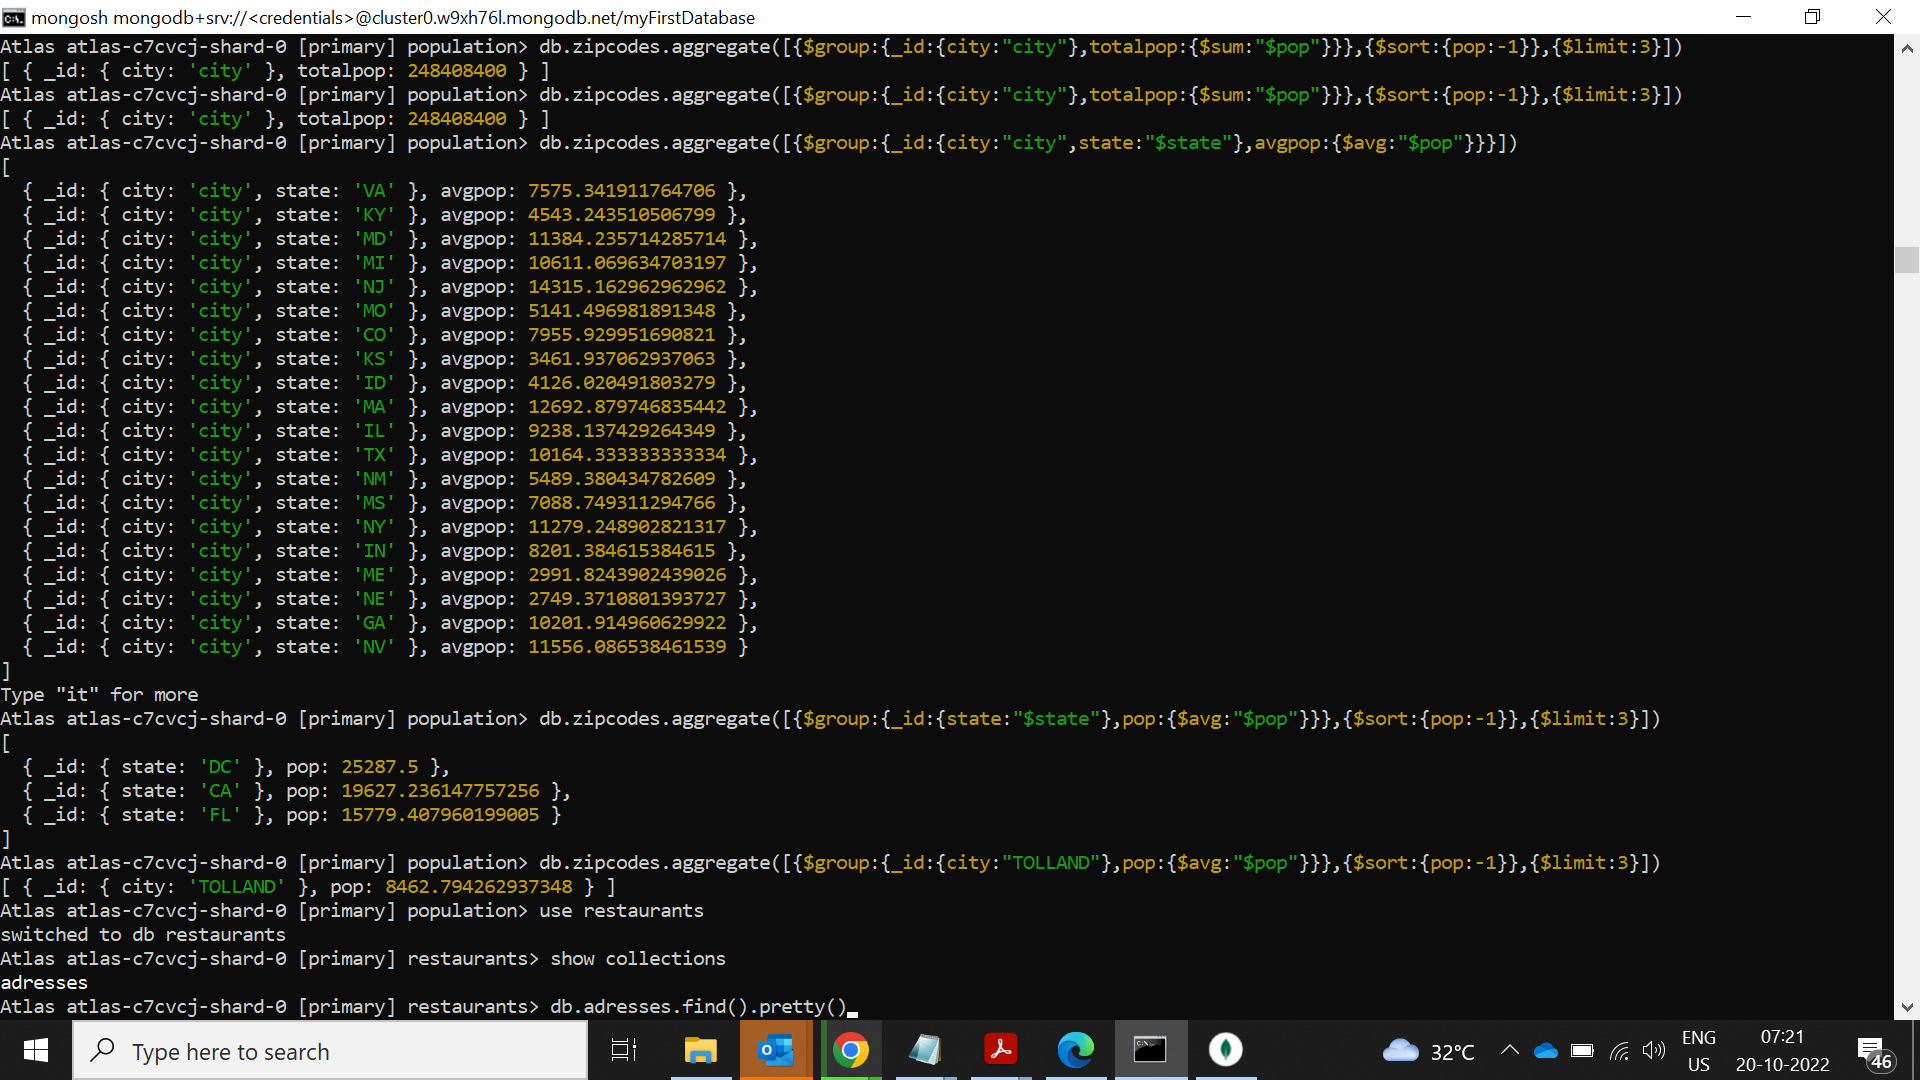 mongosh mongodb+srv://<credentials>@cluster0.w9xh76l.mongodb.net/myFirstDatabase
Atlas atlas-c7cvcj-shard-0 [primary] population> db.zipcodes.aggregate([{$group:{_id:{city:"city"},totalpop:{$sum:"$pop"}}},{$sort:{pop:-1}},{$limit:3}])
[ { _id: { city: 'city' }, totalpop: 248408400 } ]
Atlas atlas-c7cvcj-shard-0 [primary] population> db.zipcodes.aggregate([{$group:{_id:{city:"city"},totalpop:{$sum:"$pop"}}},{$sort:{pop:-1}},{$limit:3}])
[ { _id: { city: 'city' }, totalpop: 248408400 } ]
Atlas atlas-c7cvcj-shard-0 [primary] population> db.zipcodes.aggregate([{$group:{_id:{city:"city",state:"$state"},avgpop:{$avg:"$pop"}}}])
[
  { _id: { city: 'city', state: 'VA' }, avgpop: 7575.341911764706 },
  { _id: { city: 'city', state: 'KY' }, avgpop: 4543.243510506799 },
  { _id: { city: 'city', state: 'MD' }, avgpop: 11384.235714285714 },
  { _id: { city: 'city', state: 'MI' }, avgpop: 10611.069634703197 },
  { _id: { city: 'city', state: 'NJ' }, avgpop: 14315.162962962962 },
  { _id: { city: 'city', state: 'MO' }, avgpop: 5141.496981891348 },
  { _id: { city: 'city', state: 'CO' }, avgpop: 7955.929951690821 },
  { _id: { city: 'city', state: 'KS' }, avgpop: 3461.937062937063 },
  { _id: { city: 'city', state: 'ID' }, avgpop: 4126.020491803279 },
  { _id: { city: 'city', state: 'MA' }, avgpop: 12692.879746835442 },
  { _id: { city: 'city', state: 'IL' }, avgpop: 9238.137429264349 },
  { _id: { city: 'city', state: 'TX' }, avgpop: 10164.333333333334 },
  { _id: { city: 'city', state: 'NM' }, avgpop: 5489.380434782609 },
  { _id: { city: 'city', state: 'MS' }, avgpop: 7088.749311294766 },
  { _id: { city: 'city', state: 'NY' }, avgpop: 11279.248902821317 },
  { _id: { city: 'city', state: 'IN' }, avgpop: 8201.384615384615 },
  { _id: { city: 'city', state: 'ME' }, avgpop: 2991.8243902439026 },
  { _id: { city: 'city', state: 'NE' }, avgpop: 2749.3710801393727 },
  { _id: { city: 'city', state: 'GA' }, avgpop: 10201.914960629922 },
  { _id: { city: 'city', state: 'NV' }, avgpop: 11556.086538461539 }
]
Type "it" for more
Atlas atlas-c7cvcj-shard-0 [primary] population> db.zipcodes.aggregate([{$group:{_id:{state:"$state"},pop:{$avg:"$pop"}}},{$sort:{pop:-1}},{$limit:3}])
[
  { _id: { state: 'DC' }, pop: 25287.5 },
  { _id: { state: 'CA' }, pop: 19627.236147757256 },
  { _id: { state: 'FL' }, pop: 15779.407960199005 }
]
Atlas atlas-c7cvcj-shard-0 [primary] population> db.zipcodes.aggregate([{$group:{_id:{city:"TOLLAND"},pop:{$avg:"$pop"}}},{$sort:{pop:-1}},{$limit:3}])
[ { _id: { city: 'TOLLAND' }, pop: 8462.794262937348 } ]
Atlas atlas-c7cvcj-shard-0 [primary] population> use restaurants
switched to db restaurants
Atlas atlas-c7cvcj-shard-0 [primary] restaurants> show collections
adresses
Atlas atlas-c7cvcj-shard-0 [primary] restaurants> db.adresses.find().pretty()_
Type here to search
32°C
ENG
US
07:21
20-10-2022
46